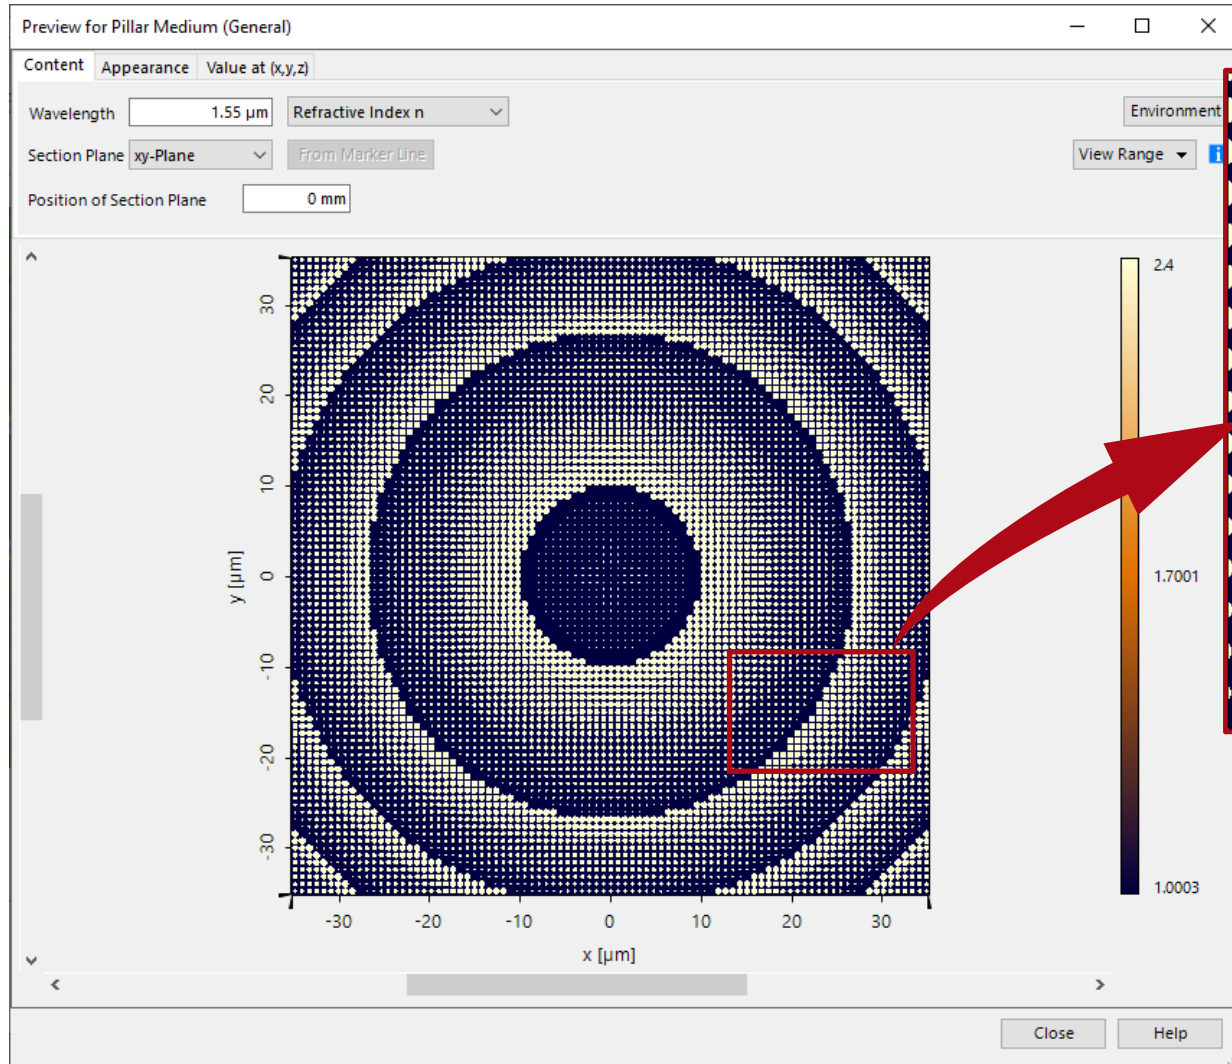 Preview for Pillar Medium (General)
Content Appearance Value at (x,y,z)
Wavelength 1.55 µm Refractive Index n Environment
Section Plane xy-Plane From Marker Line View Range i
Position of Section Plane 0 mm
2.4
30
20
10
y [µm] 0 1.7001
-10
-20
-30
1.0003
-30 -20 -10 0 10 20 30
x [µm]
Close Help